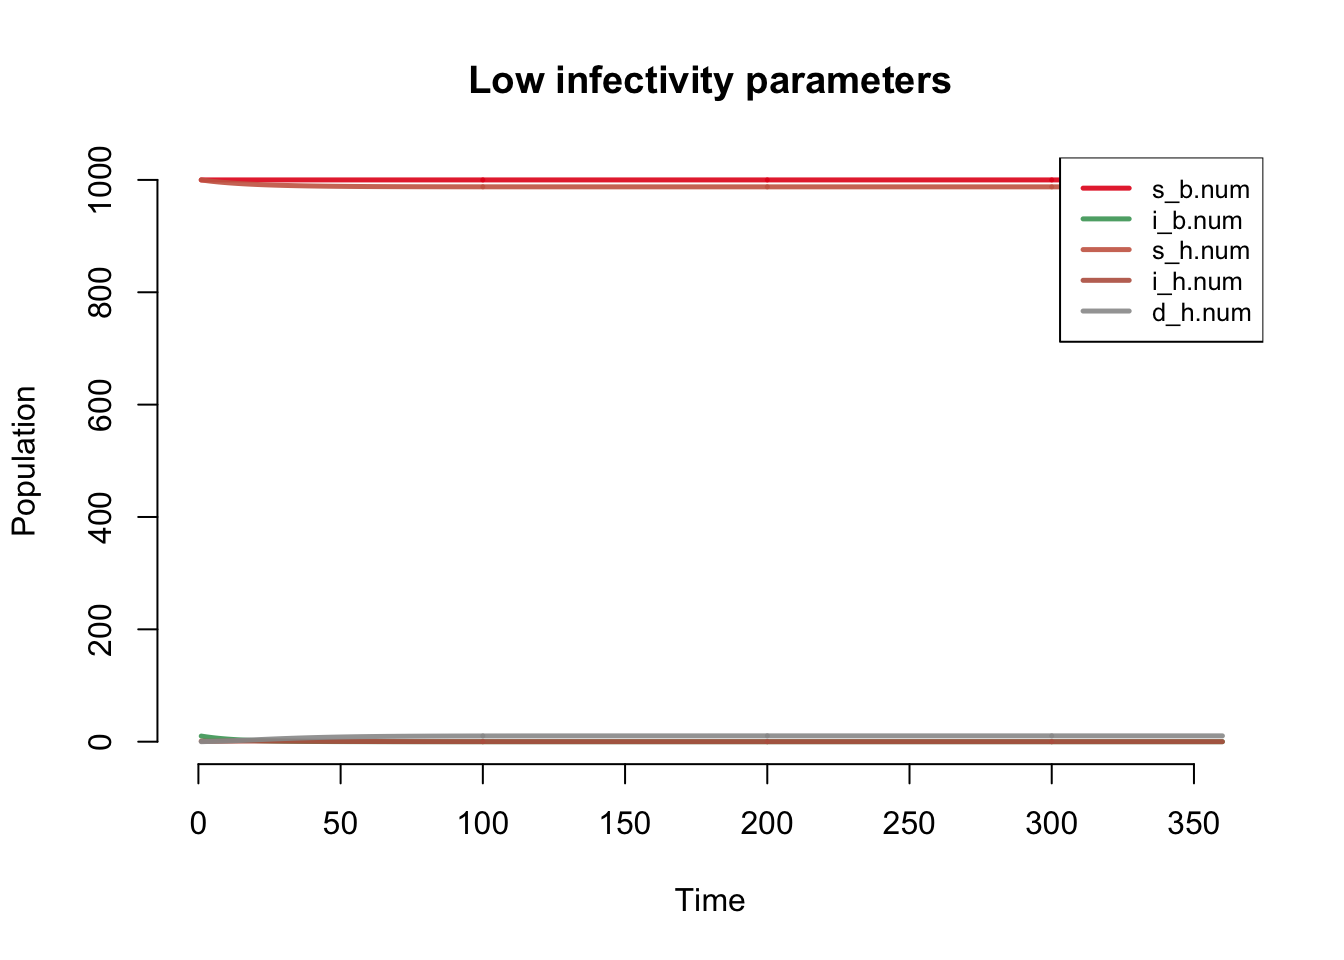 Low infectivity parameters
1000
800
600
400
200
0
Population
s_b.num
i_b.num
s_h.num
i_h.num
d_h.num
0 50 100 150 200 250 300 350
Time